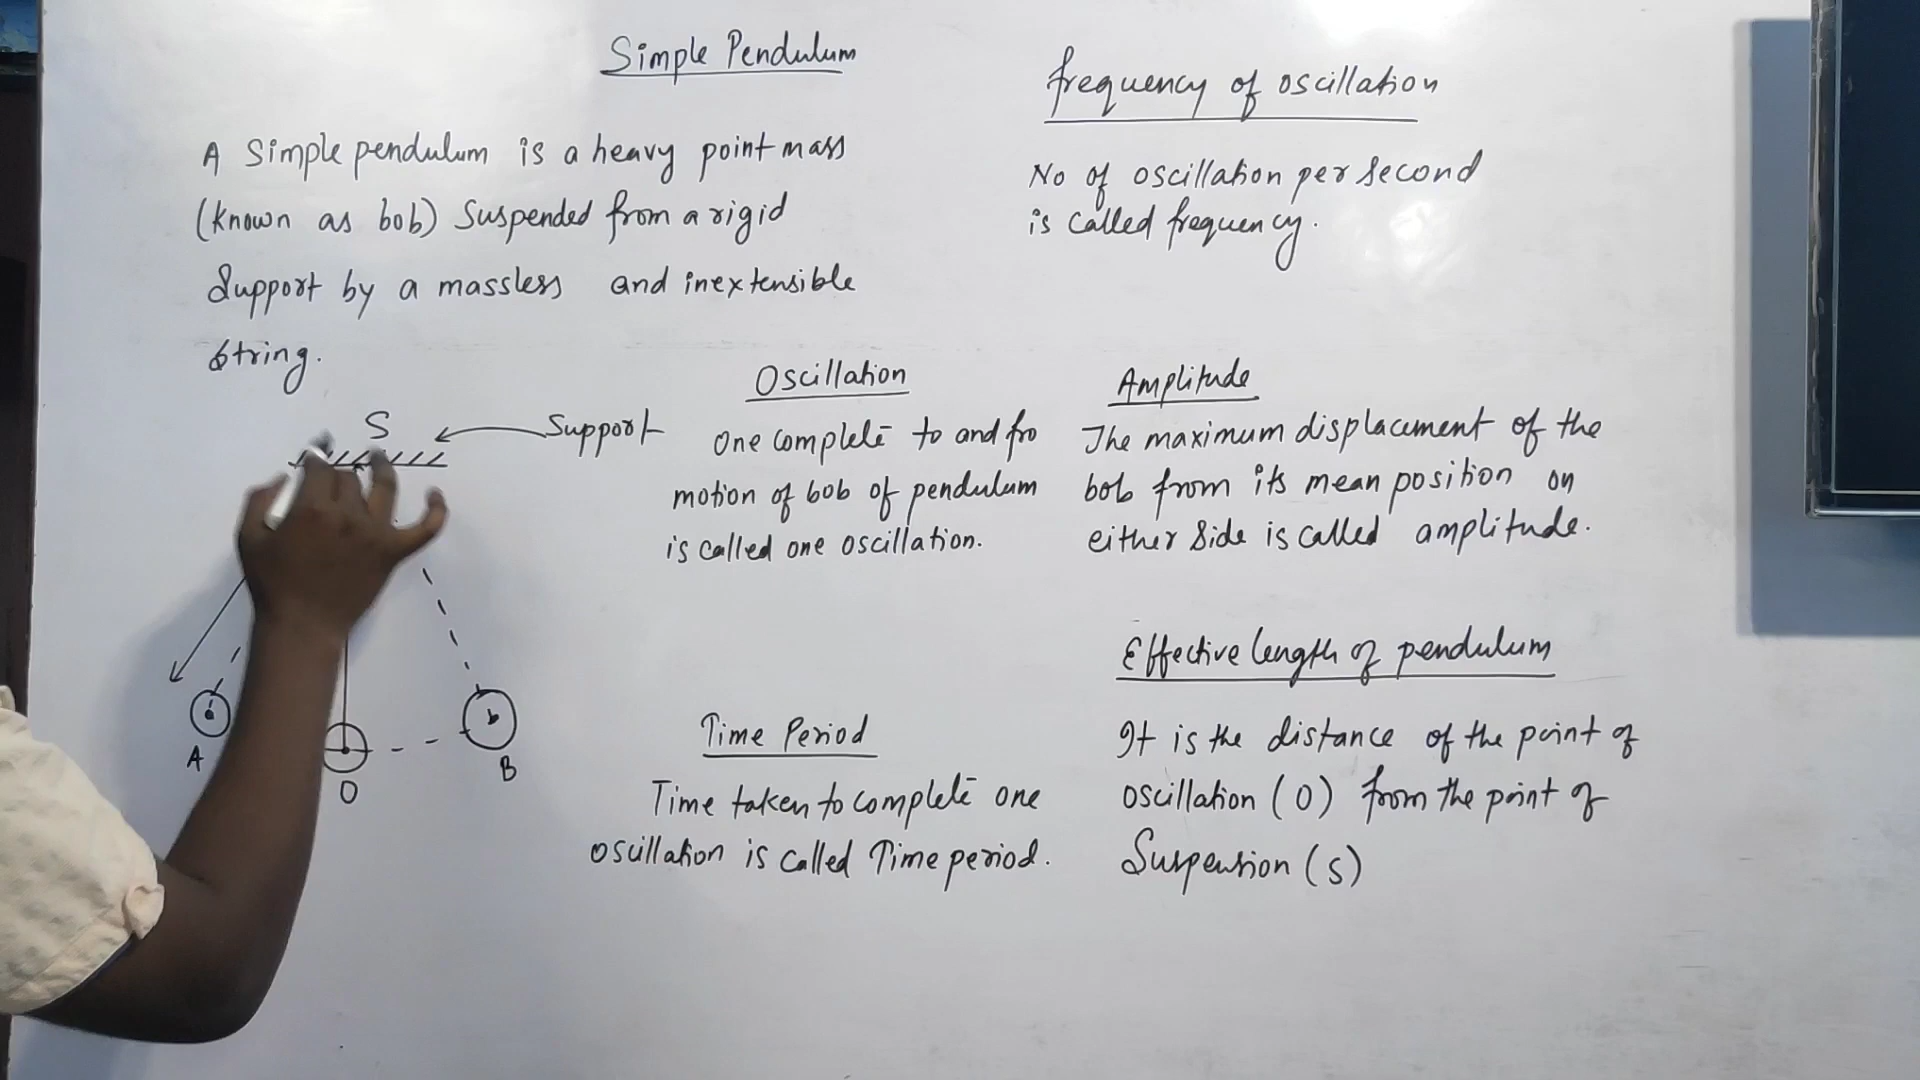 Simple Pendulum
A Simple pendulum is a heavy point mass
(known as bob) Suspended from a rigid
Support by a massless and inextensible
String.
S
Support
A
O
b
B
frequency of oscillation
No of oscillation per second
is called frequency.
Oscillation
One complete to and fro
motion of bob of pendulum
is called one oscillation.
Amplitude
The maximum displacement of the
bob from its mean position on
either side is called amplitude.
Time Period
Time taken to complete one
oscillation is called Time period.
Effective length of pendulum
It is the distance of the point of
oscillation (O) from the point of
Suspension (S)